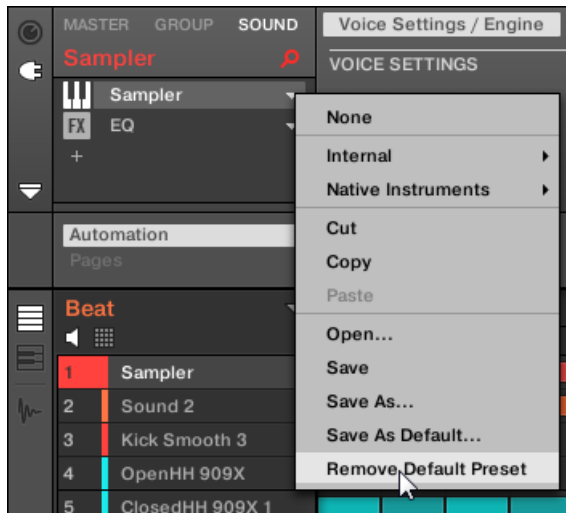 MASTER GROUP SOUND
Voice Settings / Engine
Sampler
VOICE SETTINGS
Sampler
FX EQ
+
None
Internal
Native Instruments
Cut
Copy
Paste
Open...
Save
Save As...
Save As Default...
Remove Default Preset
Automation
Pages
Beat
1 Sampler
2 Sound 2
3 Kick Smooth 3
4 OpenHH 909X
5 ClosedHH 909X 1